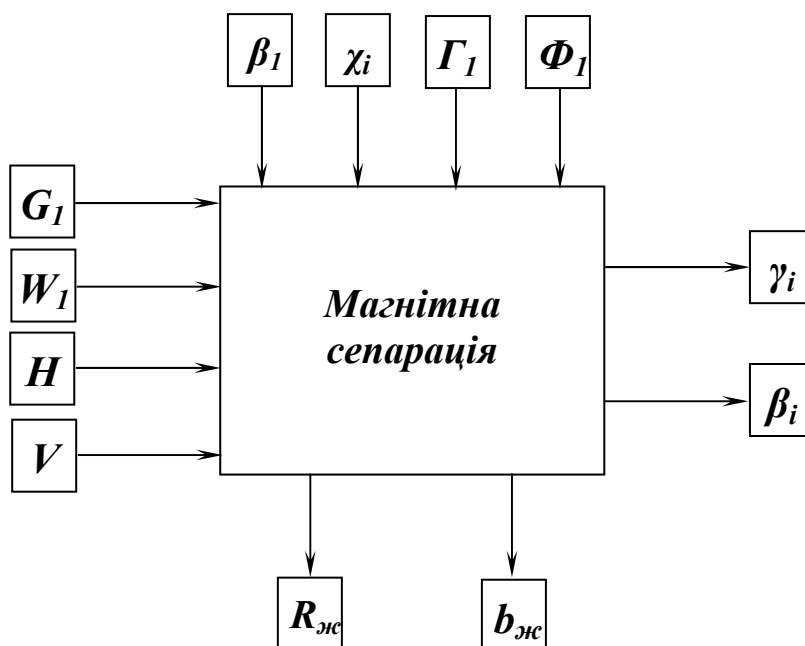 β₁ χᵢ Γ₁ Φ₁
G₁
W₁
H
V
Магнітна
сепарація
γᵢ
βᵢ
Rж bж